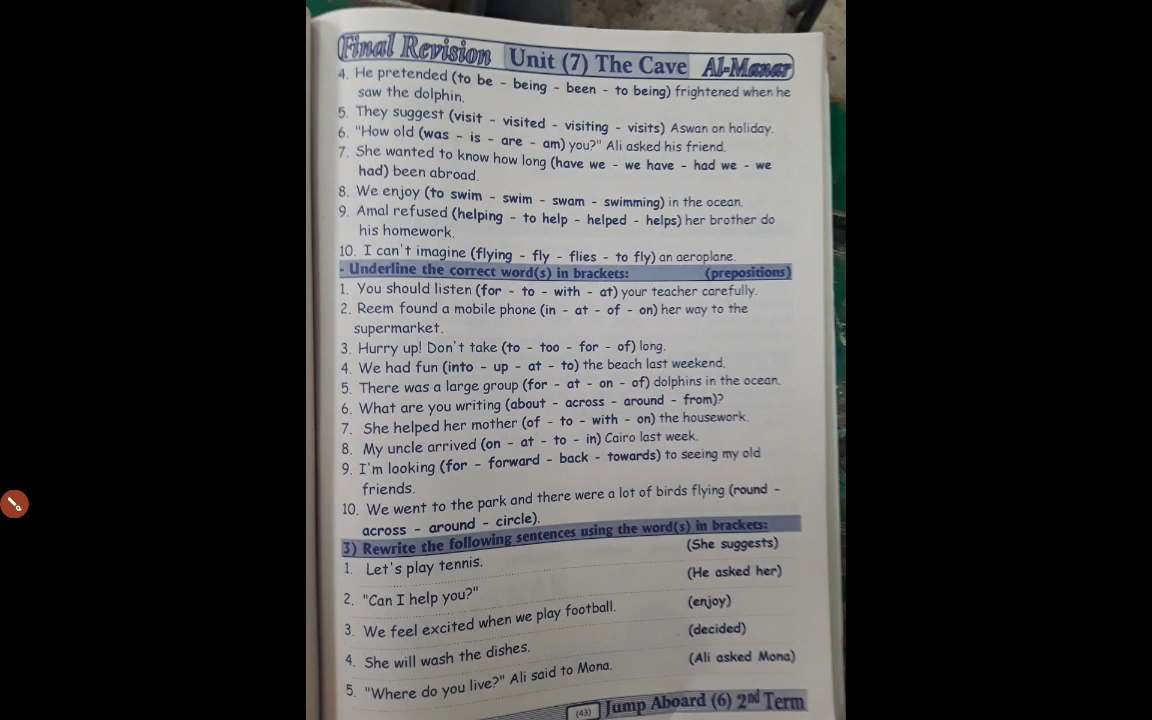 Final Revision Unit (7) The Cave Al-Manar
4. He pretended (to be - being - been - to being) frightened when he
saw the dolphin.
5. They suggest (visit - visited - visiting - visits) Aswan on holiday.
6. "How old (was - is - are - am) you?" Ali asked his friend.
7. She wanted to know how long (have we - we have - had we - we
had) been abroad.
8. We enjoy (to swim - swim - swam - swimming) in the ocean.
9. Amal refused (helping - to help - helped - helps) her brother do
his homework.
10. I can't imagine (flying - fly - flies - to fly) an aeroplane.
- Underline the correct word(s) in brackets: (prepositions)
1. You should listen (for - to - with - at) your teacher carefully.
2. Reem found a mobile phone (in - at - of - on) her way to the
supermarket.
3. Hurry up! Don't take (to - too - for - of) long.
4. We had fun (into - up - at - to) the beach last weekend.
5. There was a large group (for - at - on - of) dolphins in the ocean.
6. What are you writing (about - across - around - from)?
7. She helped her mother (of - to - with - on) the housework.
8. My uncle arrived (on - at - to - in) Cairo last week.
9. I'm looking (for - forward - back - towards) to seeing my old
friends.
10. We went to the park and there were a lot of birds flying (round -
across - around - circle).
3) Rewrite the following sentences using the word(s) in brackets:
1. Let's play tennis. (She suggests)
2. "Can I help you?" (He asked her)
3. We feel excited when we play football. (enjoy)
4. She will wash the dishes. (decided)
5. "Where do you live?" Ali said to Mona. (Ali asked Mona)
(43) Jump Aboard (6) 2nd Term